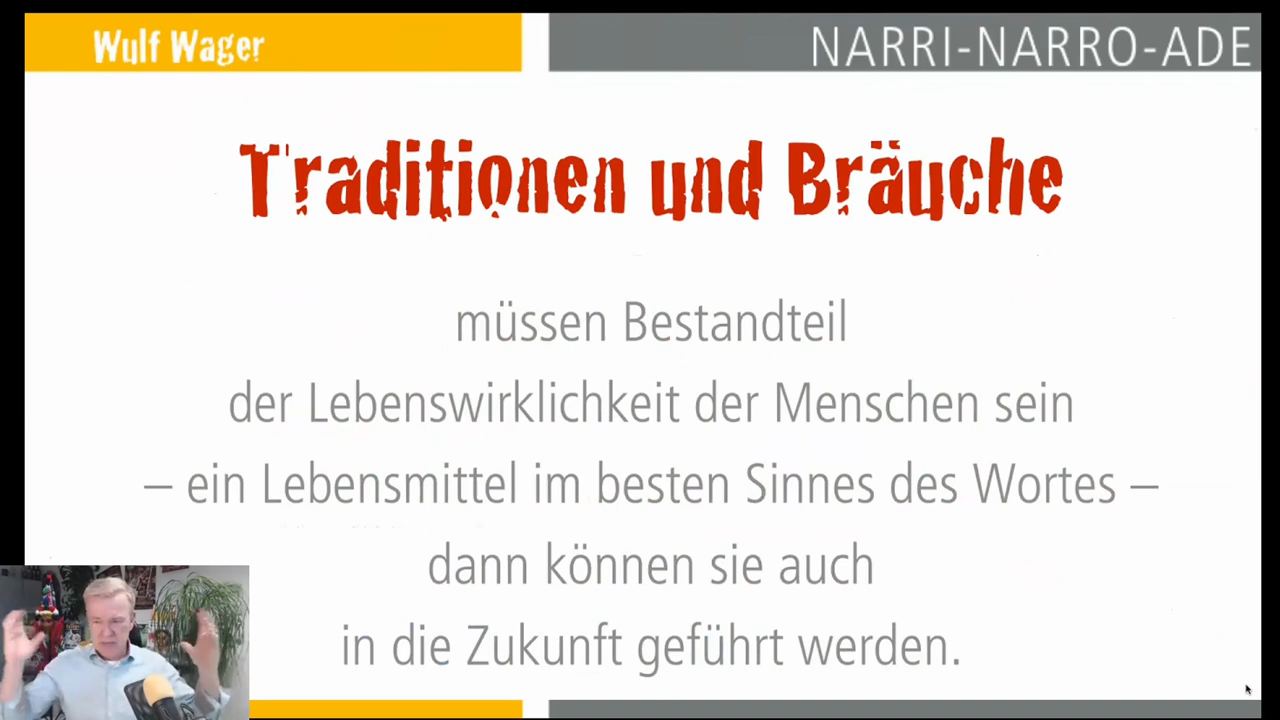 Wulf Wager
NARRI-NARRO-ADE
Traditionen und Bräuche
müssen Bestandteil
der Lebenswirklichkeit der Menschen sein
– ein Lebensmittel im besten Sinnes des Wortes –
dann können sie auch
in die Zukunft geführt werden.